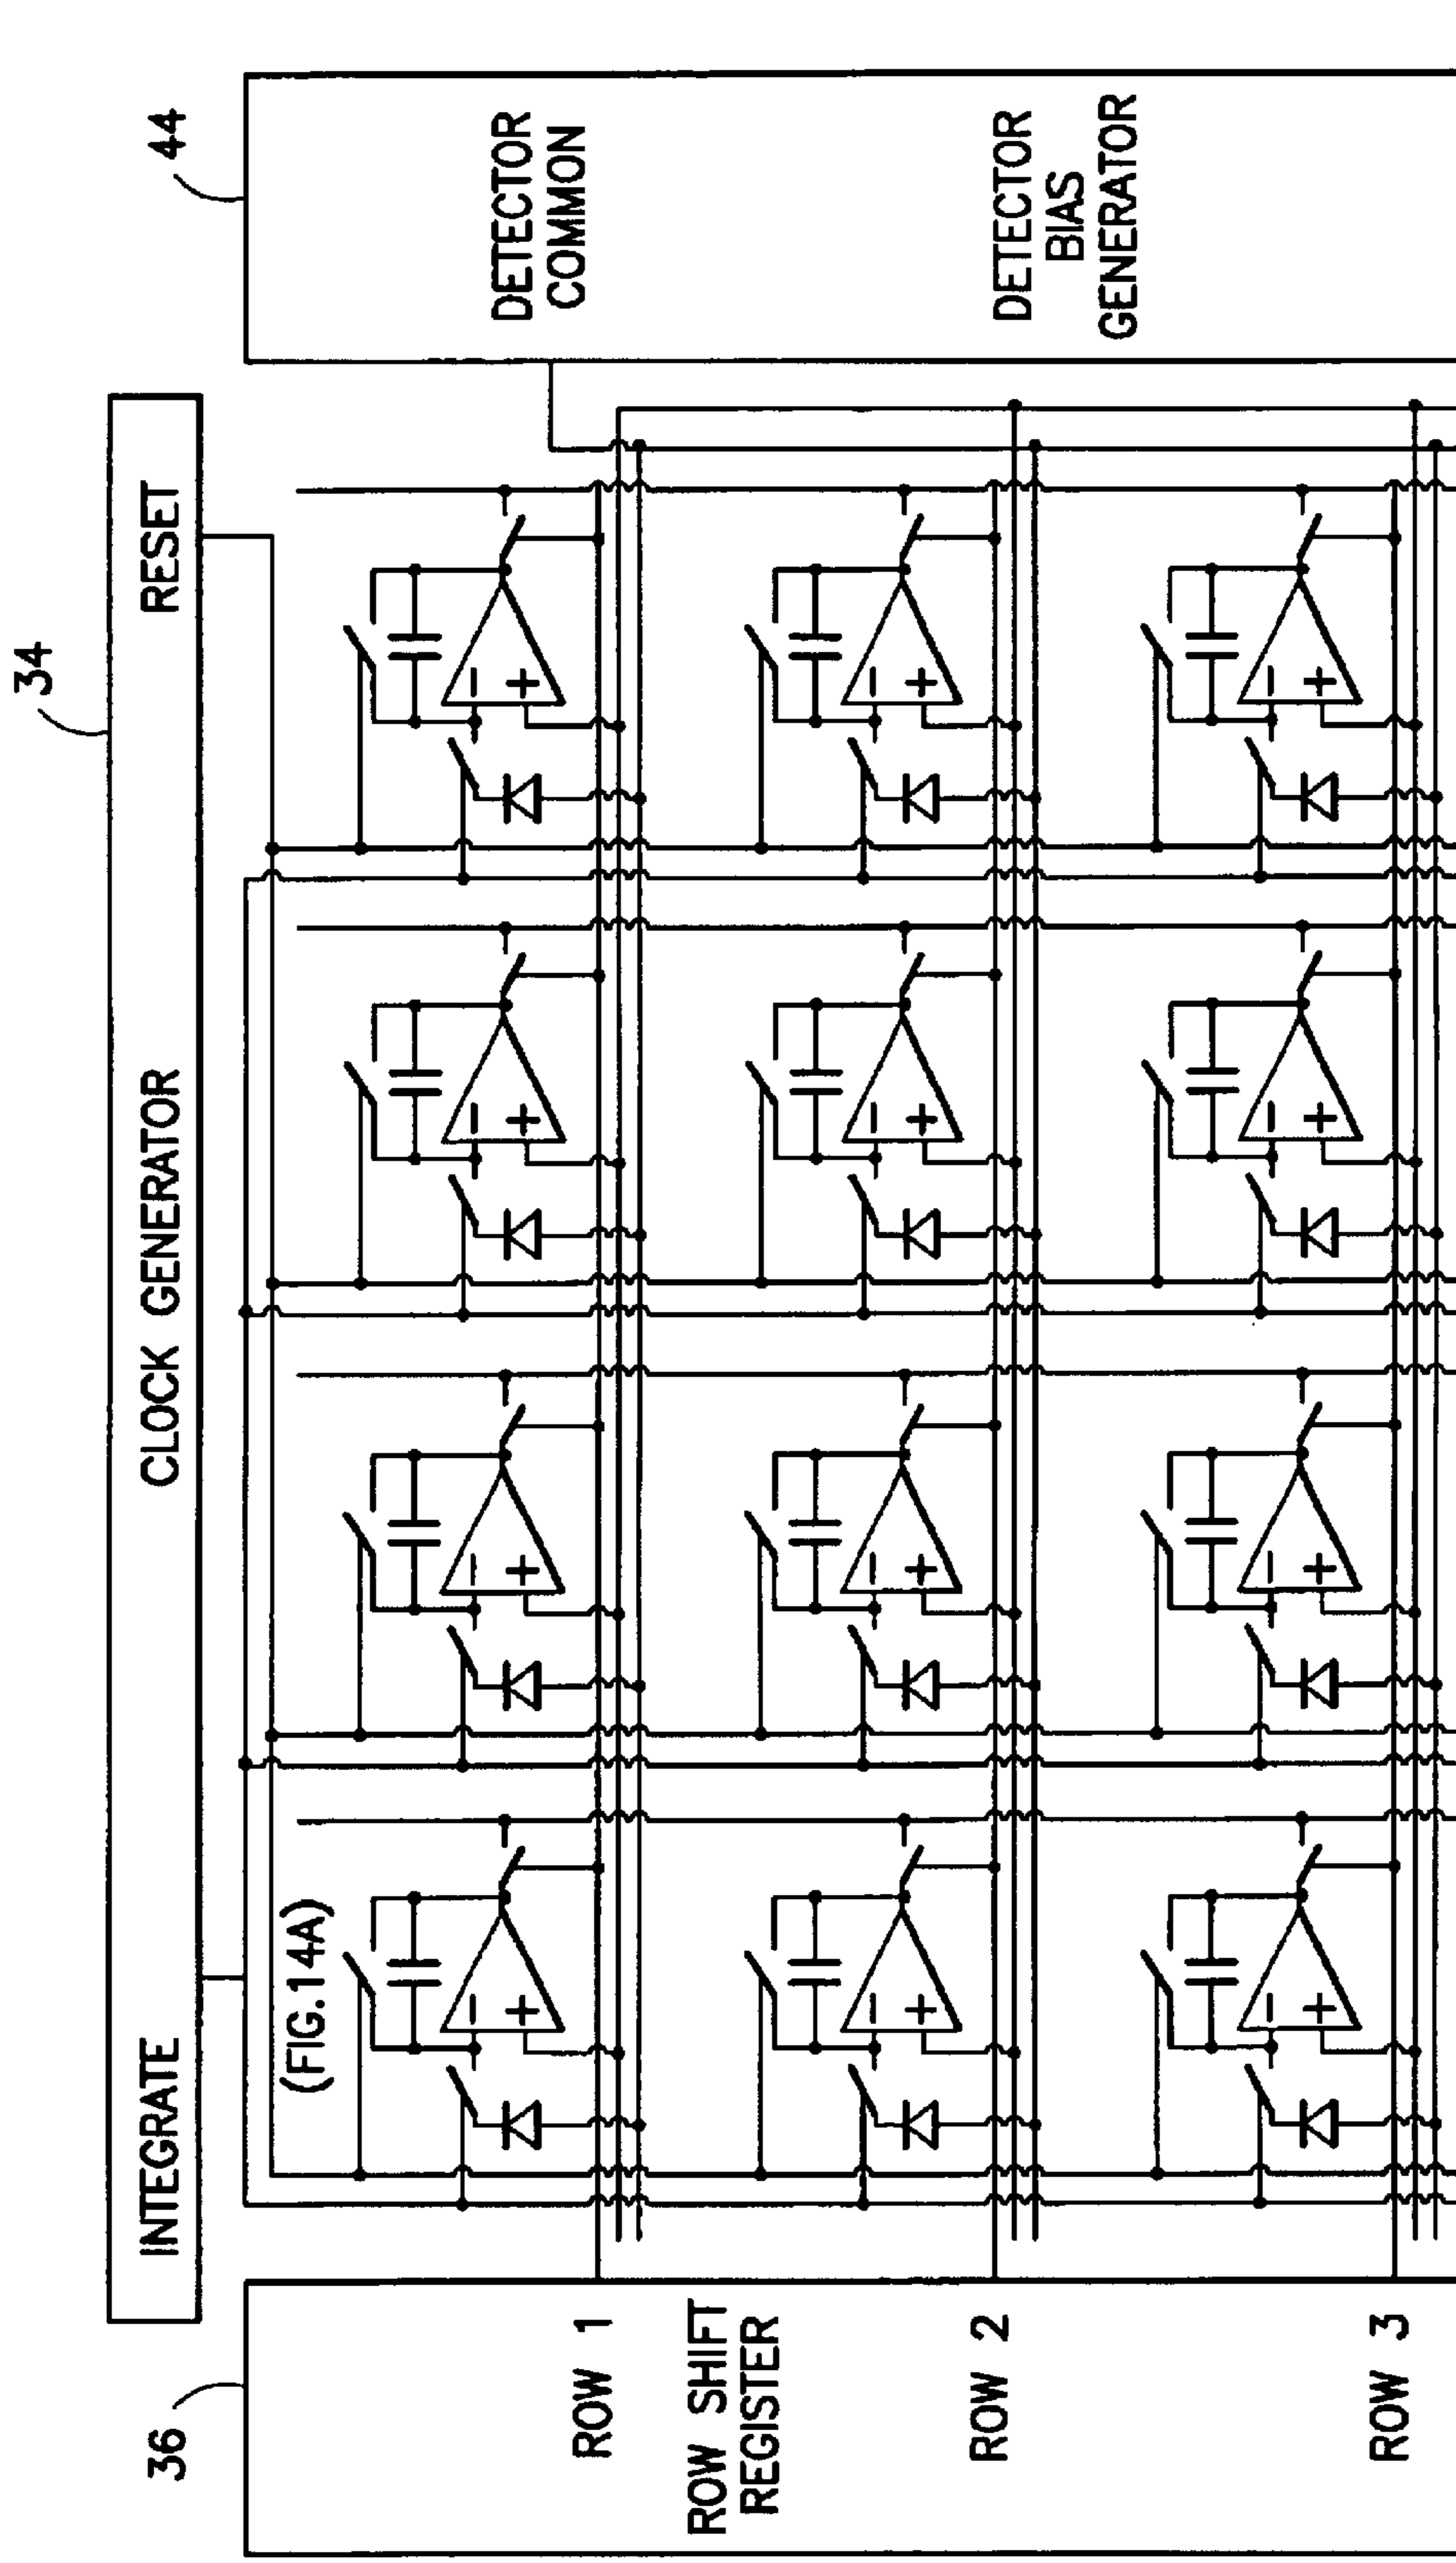 34
INTEGRATE
CLOCK GENERATOR
RESET
36
44
(FIG.14A)
ROW 1
ROW SHIFT
REGISTER
ROW 2
ROW 3
DETECTOR
COMMON
DETECTOR
BIAS
GENERATOR